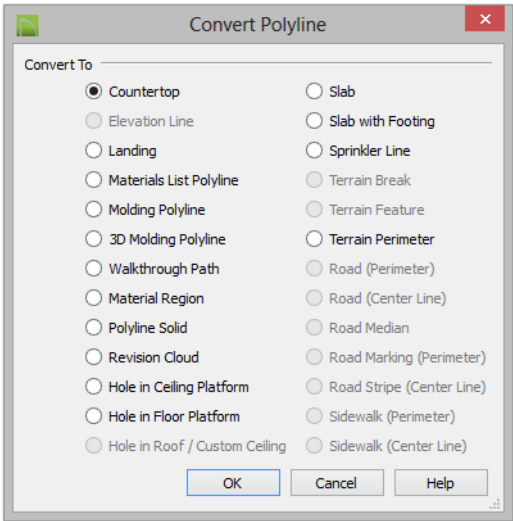 Convert Polyline
Convert To
Countertop
Elevation Line
Landing
Materials List Polyline
Molding Polyline
3D Molding Polyline
Walkthrough Path
Material Region
Polyline Solid
Revision Cloud
Hole in Ceiling Platform
Hole in Floor Platform
Hole in Roof / Custom Ceiling
Slab
Slab with Footing
Sprinkler Line
Terrain Break
Terrain Feature
Terrain Perimeter
Road (Perimeter)
Road (Center Line)
Road Median
Road Marking (Perimeter)
Road Stripe (Center Line)
Sidewalk (Perimeter)
Sidewalk (Center Line)
OK
Cancel
Help